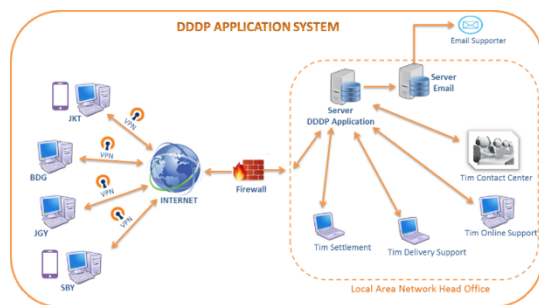 DDDP APPLICATION SYSTEM
Email Supporter
Server
Email
Server
DDDP Application
JKT
VPN
BDG
VPN
INTERNET
Firewall
Tim Contact Center
VPN
JGY
VPN
SBY
Tim Settlement
Tim Delivery Support
Tim Online Support
Local Area Network Head Office